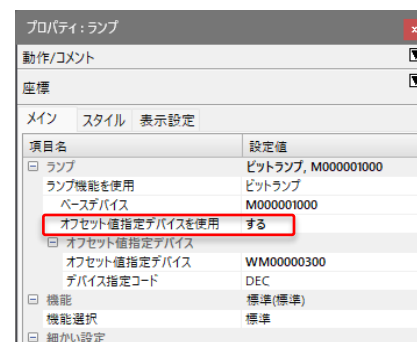 プロパティ : ランプ
動作/コメント
座標
メイン スタイル 表示設定
項目名 設定値
ランプ ビットランプ, M000001000
ランプ機能を使用 ビットランプ
ベースデバイス M000001000
オフセット値指定デバイスを使用 する
オフセット値指定デバイス
オフセット値指定デバイス WM00000300
デバイス指定コード DEC
機能 標準(標準)
機能選択 標準
細かい設定